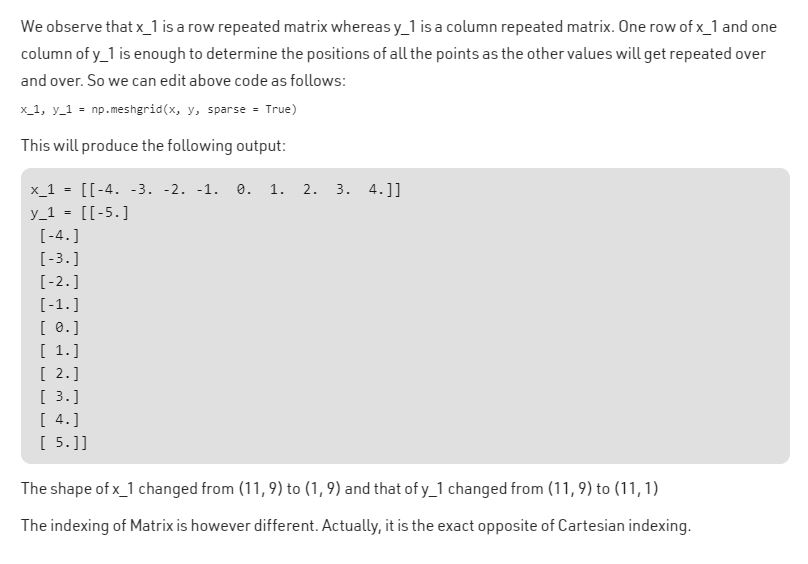 We observe that x_1 is a row repeated matrix whereas y_1 is a column repeated matrix. One row of x_1 and one
column of y_1 is enough to determine the positions of all the points as the other values will get repeated over
and over. So we can edit above code as follows:
x_1, y_1 = np.meshgrid(x, y, sparse = True)
This will produce the following output:
x_1 = [[-4. -3. -2. -1.  0.  1.  2.  3.  4.]]
y_1 = [[-5.]
 [-4.]
 [-3.]
 [-2.]
 [-1.]
 [ 0.]
 [ 1.]
 [ 2.]
 [ 3.]
 [ 4.]
 [ 5.]]
The shape of x_1 changed from (11, 9) to (1, 9) and that of y_1 changed from (11, 9) to (11, 1)
The indexing of Matrix is however different. Actually, it is the exact opposite of Cartesian indexing.